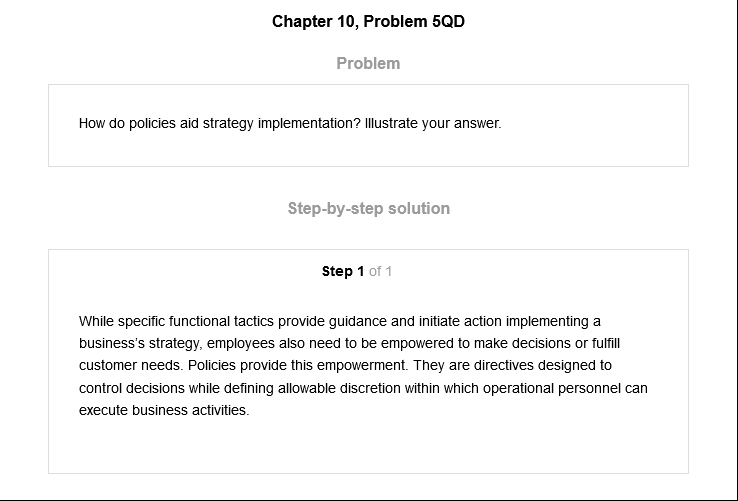 Chapter 10, Problem 5QD
Problem
How do policies aid strategy implementation? Illustrate your answer.
Step-by-step solution
Step 1 of 1
While specific functional tactics provide guidance and initiate action implementing a
business’s strategy, employees also need to be empowered to make decisions or fulfill
customer needs. Policies provide this empowerment. They are directives designed to
control decisions while defining allowable discretion within which operational personnel can
execute business activities.